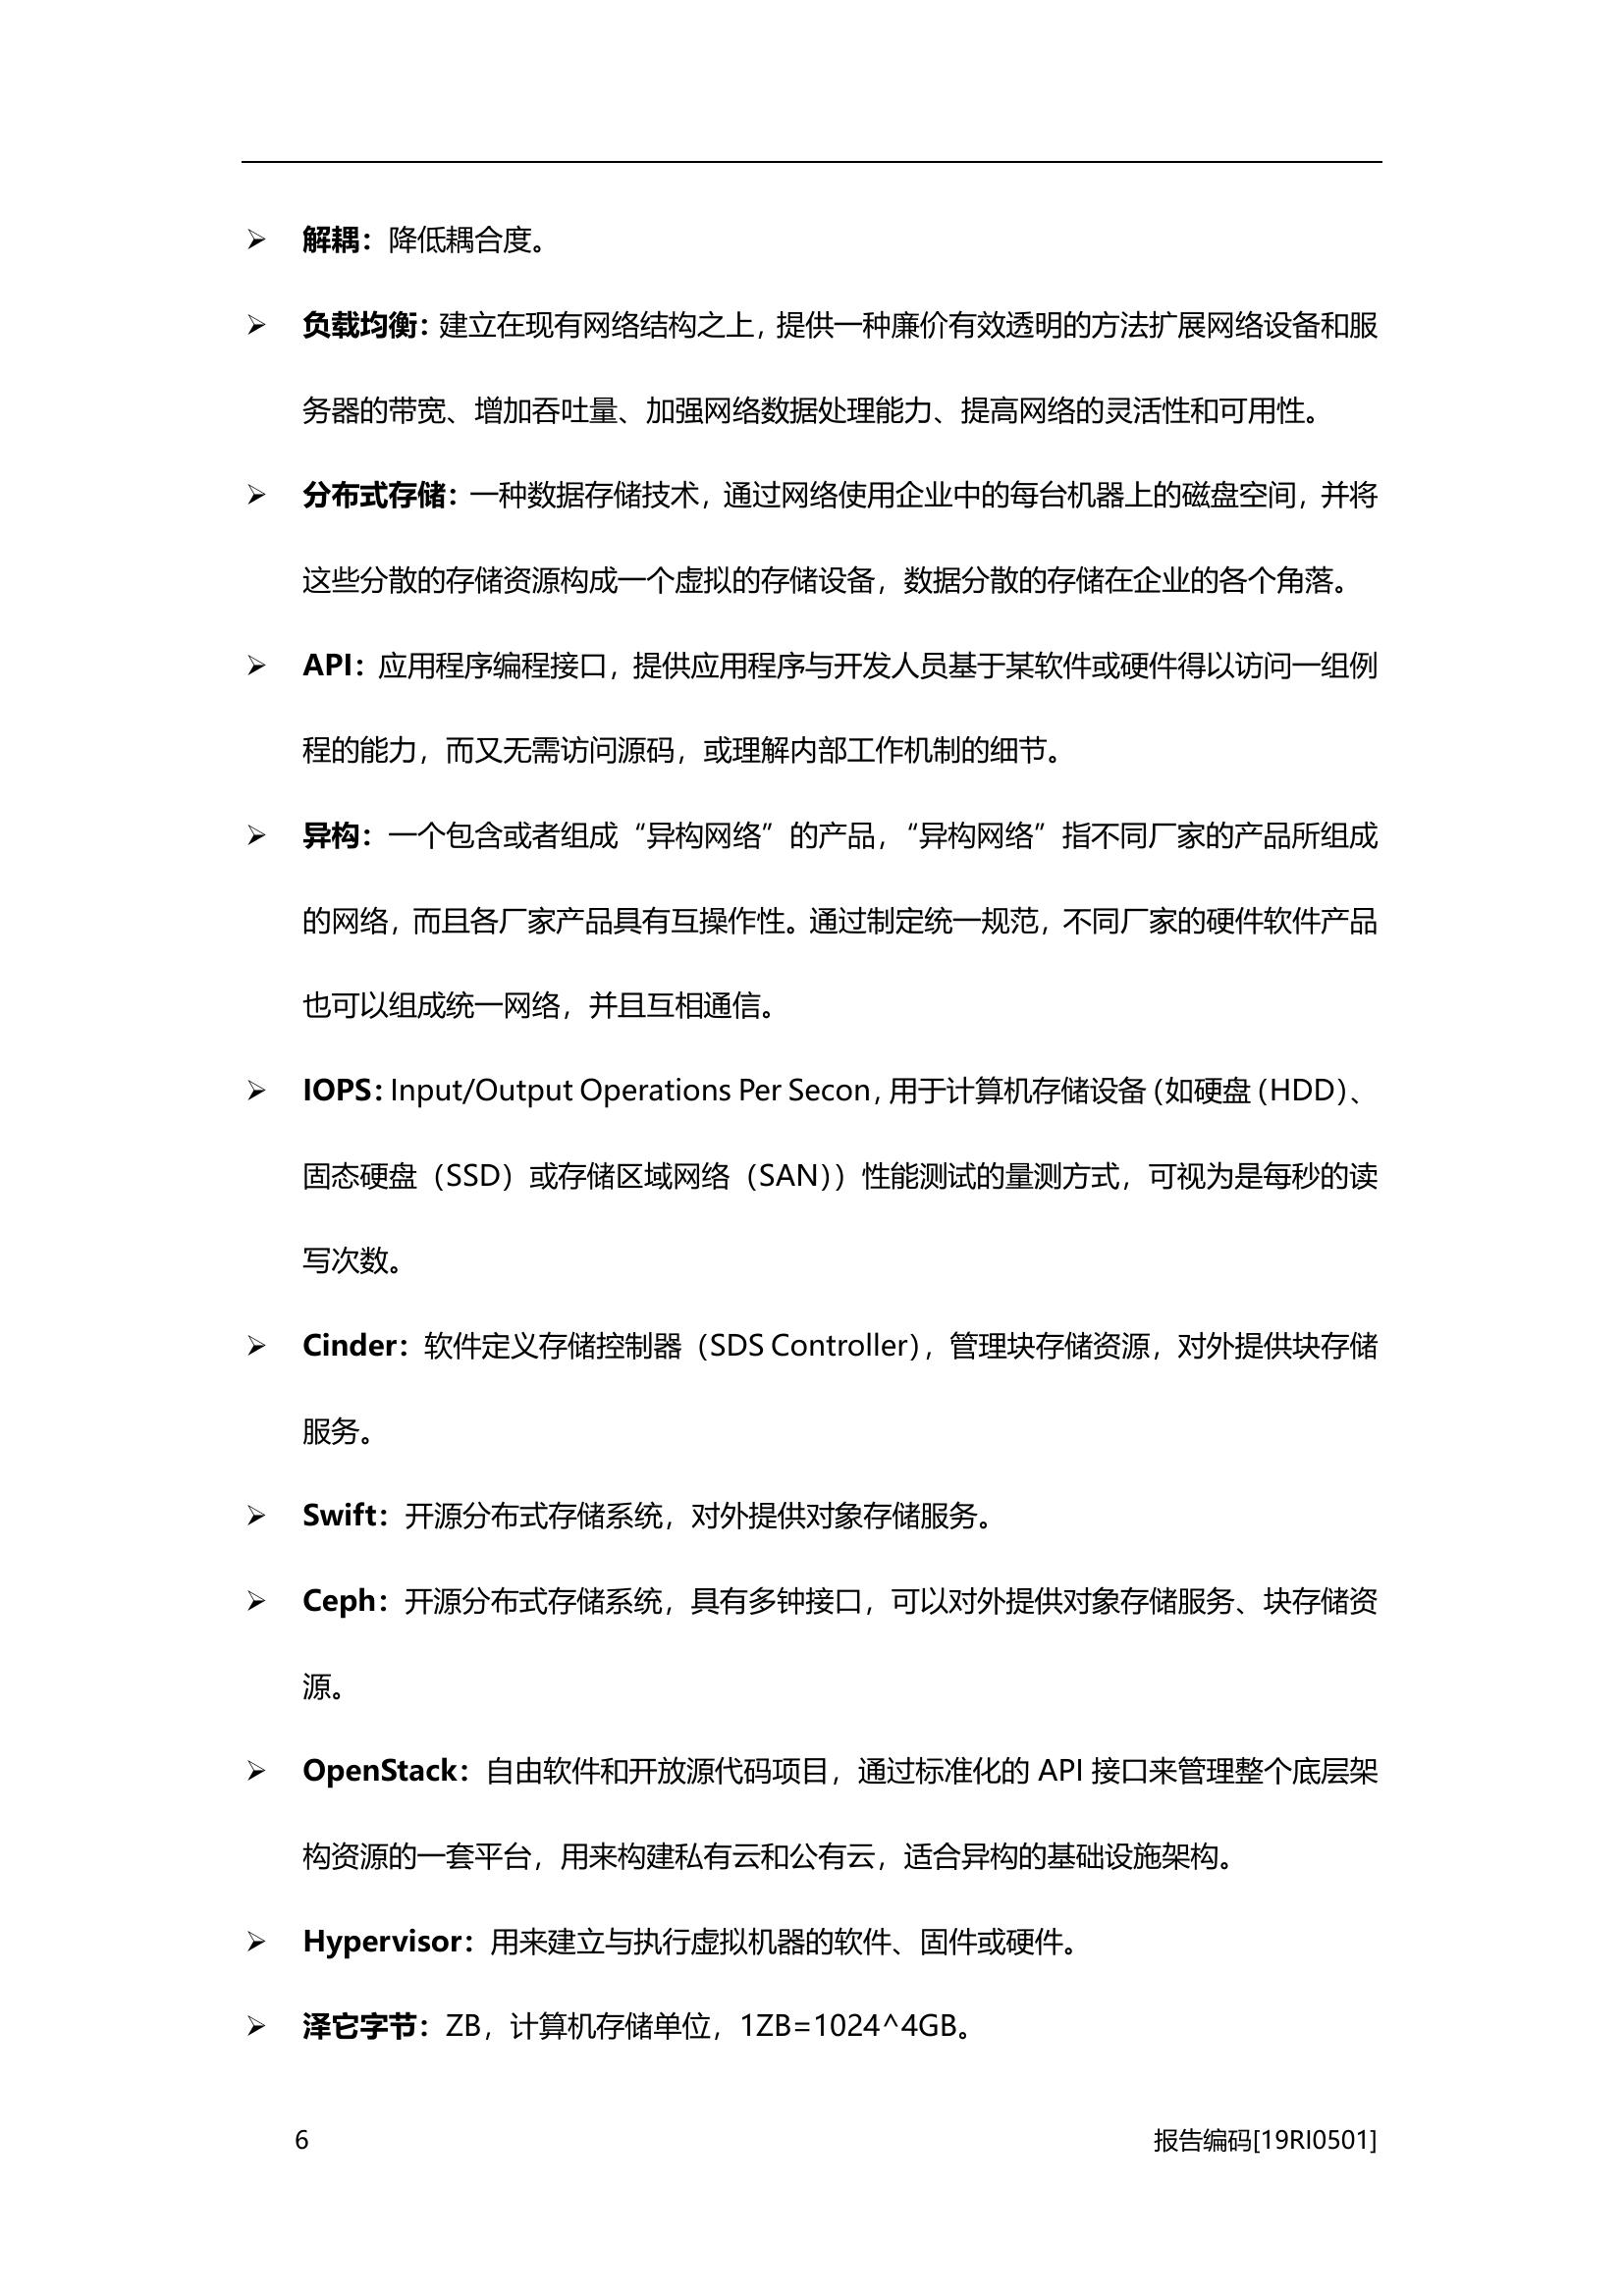 ➢ 解耦：降低耦合度。
➢ 负载均衡：建立在现有网络结构之上，提供一种廉价有效透明的方法扩展网络设备和服
务器的带宽、增加吞吐量、加强网络数据处理能力、提高网络的灵活性和可用性。
➢ 分布式存储：一种数据存储技术，通过网络使用企业中的每台机器上的磁盘空间，并将
这些分散的存储资源构成一个虚拟的存储设备，数据分散的存储在企业的各个角落。
➢ API：应用程序编程接口，提供应用程序与开发人员基于某软件或硬件得以访问一组例
程的能力，而又无需访问源码，或理解内部工作机制的细节。
➢ 异构：一个包含或者组成“异构网络”的产品，“异构网络”指不同厂家的产品所组成
的网络，而且各厂家产品具有互操作性。通过制定统一规范，不同厂家的硬件软件产品
也可以组成统一网络，并且互相通信。
➢ IOPS：Input/Output Operations Per Secon，用于计算机存储设备（如硬盘（HDD）、
固态硬盘（SSD）或存储区域网络（SAN））性能测试的量测方式，可视为是每秒的读
写次数。
➢ Cinder：软件定义存储控制器（SDS Controller），管理块存储资源，对外提供块存储
服务。
➢ Swift：开源分布式存储系统，对外提供对象存储服务。
➢ Ceph：开源分布式存储系统，具有多钟接口，可以对外提供对象存储服务、块存储资
源。
➢ OpenStack：自由软件和开放源代码项目，通过标准化的 API 接口来管理整个底层架
构资源的一套平台，用来构建私有云和公有云，适合异构的基础设施架构。
➢ Hypervisor：用来建立与执行虚拟机器的软件、固件或硬件。
➢ 泽它字节：ZB，计算机存储单位，1ZB=1024^4GB。
6 报告编码[19RI0501]